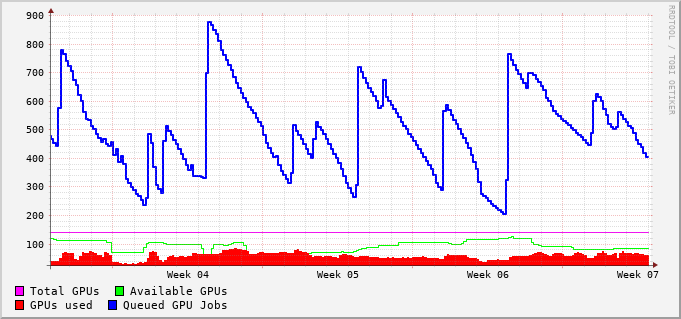 900
800
700
600
500
400
300
200
100
Week 04 Week 05 Week 06 Week 07
Total GPUs Available GPUs
GPUs used Queued GPU Jobs
RRDTOOL / TOBI OETIKER